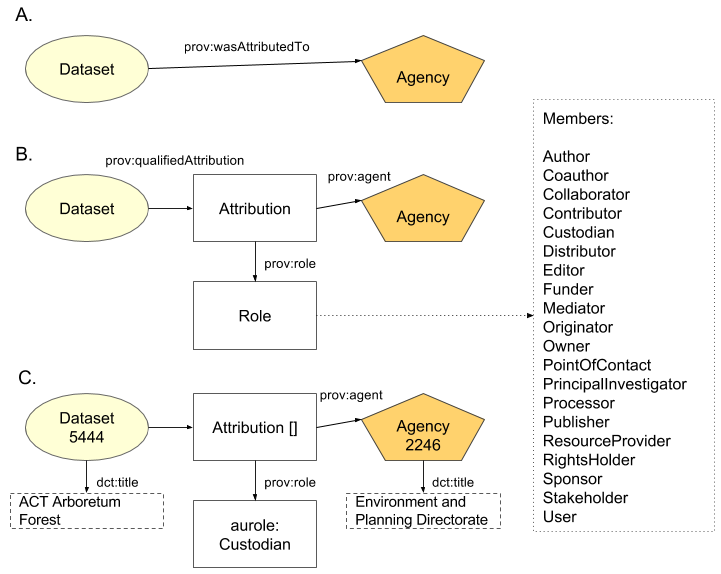 A.
prov:wasAttributedTo
Dataset
Agency
B.
prov:qualifiedAttribution
prov:agent
Dataset
Attribution
Agency
prov:role
Role
Members:
Author
Coauthor
Collaborator
Contributor
Custodian
Distributor
Editor
Funder
Mediator
Originator
Owner
PointOfContact
PrincipalInvestigator
Processor
Publisher
ResourceProvider
RightsHolder
Sponsor
Stakeholder
User
C.
prov:agent
Dataset
5444
Attribution []
Agency
2246
dct:title
prov:role
dct:title
ACT Arboretum
Forest
aurole:
Custodian
Environment and
Planning Directorate